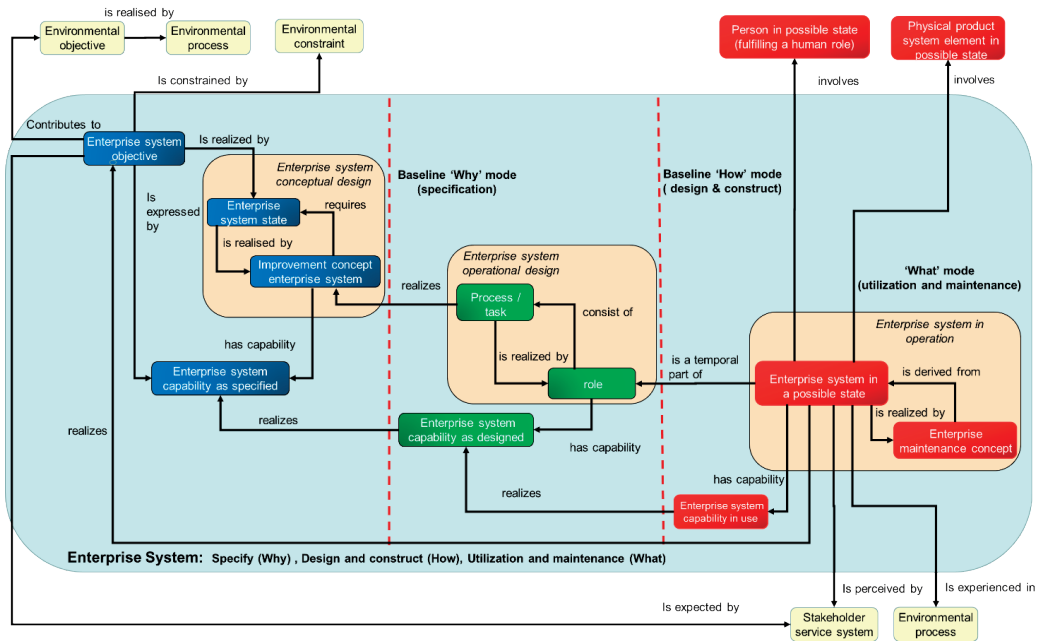 is realised by
Environmental
objective
Environmental
process
Environmental
constraint
Person in possible state
(fulfilling a human role)
Physical product
system element in
possible state
Is constrained by
involves
involves
Contributes to
Enterprise system
objective
Is realized by
Enterprise system
conceptual design
Baseline ‘Why’ mode
(specification)
Baseline ‘How’ mode
( design & construct)
Is
expressed
by
Enterprise
system state
requires
is realised by
Improvement concept
enterprise system
Enterprise system
operational design
‘What’ mode
(utilization and maintenance)
realizes
Process /
task
consist of
Enterprise system in
operation
has capability
is realized by
is a temporal
part of
is derived from
Enterprise system
capability as specified
role
Enterprise system in
a possible state
is realized by
realizes
realizes
Enterprise system
capability as designed
has capability
Enterprise
maintenance concept
has capability
realizes
Enterprise system
capability in use
Enterprise System: Specify (Why) , Design and construct (How), Utilization and maintenance (What)
Is perceived by
Is experienced in
Is expected by
Stakeholder
service system
Environmental
process